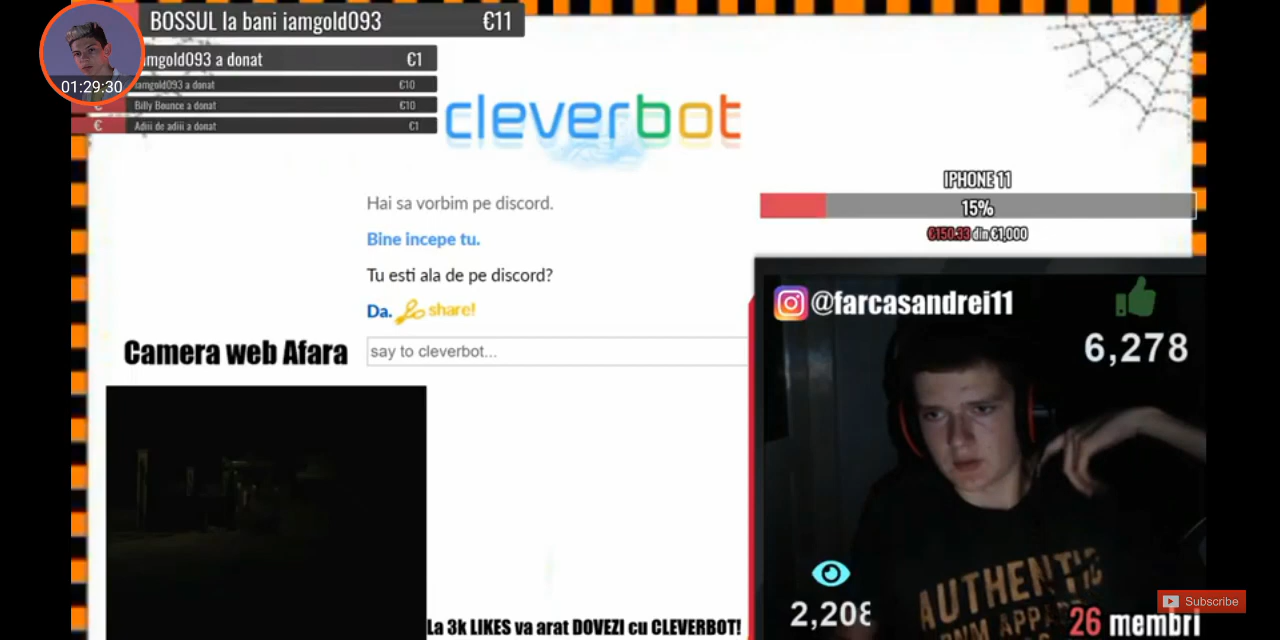 BOSSUL la bani iamgold093 €11
iamgold093 a donat €1
iamgold093 a donat €10
€ Billy Bounce a donat €10
€ Adiii de adiii a donat €1
01:29:30
cleverbot
Hai sa vorbim pe discord.
Bine incepe tu.
Tu esti ala de pe discord?
Da. share!
say to cleverbot...
IPHONE 11
15%
€150.33 din €1,000
@farcasandrei11
6,278
Camera web Afara
AUTHENTIC
2,208
Subscribe
26 membri
La 3k LIKES va arat DOVEZI cu CLEVERBOT!